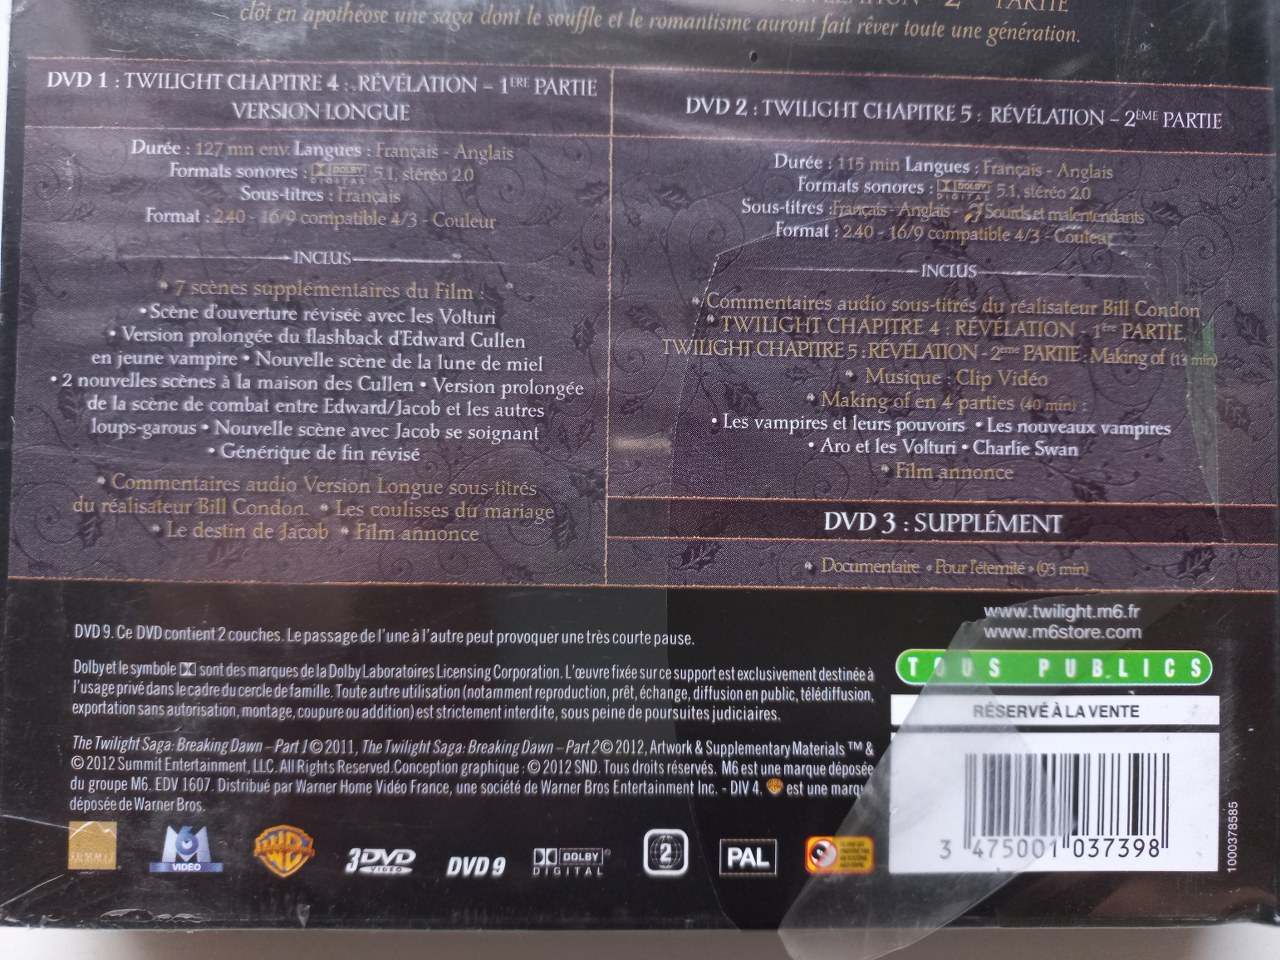 - 2 PARTIE
clôt en apothéose une saga dont le souffle et le romantisme auront fait rêver toute une génération.
DVD 1 : TWILIGHT CHAPITRE 4 : RÉVÉLATION – 1ERE PARTIE
VERSION LONGUE
Durée : 127 mn env. Langues : Français - Anglais
Formats sonores : DOLBY DIGITAL 5.1, stéréo 2.0
Sous-titres : Français
Format : 2.40 - 16/9 compatible 4/3 - Couleur
INCLUS
• 7 scènes supplémentaires du Film :
• Scène d'ouverture révisée avec les Volturi
• Version prolongée du flashback d'Edward Cullen
en jeune vampire • Nouvelle scène de la lune de miel
• 2 nouvelles scènes à la maison des Cullen • Version prolongée
de la scène de combat entre Edward/Jacob et les autres
loups-garous • Nouvelle scène avec Jacob se soignant
• Générique de fin révisé
• Commentaires audio Version Longue sous-titrés
du réalisateur Bill Condon. • Les coulisses du mariage
• Le destin de Jacob • Film annonce
DVD 2 : TWILIGHT CHAPITRE 5 : RÉVÉLATION – 2ÈME PARTIE
Durée : 115 min Langues : Français - Anglais
Formats sonores : DOLBY DIGITAL 5.1, stéréo 2.0
Sous-titres : Français - Anglais - Sourds et malentendants
Format : 2.40 - 16/9 compatible 4/3 - Couleur
INCLUS
• Commentaires audio sous-titrés du réalisateur Bill Condon
• TWILIGHT CHAPITRE 4 : RÉVÉLATION - 1ère PARTIE,
TWILIGHT CHAPITRE 5 : RÉVÉLATION - 2ème PARTIE : Making of (13 min)
• Musique : Clip Vidéo
• Making of en 4 parties (40 min) :
• Les vampires et leurs pouvoirs • Les nouveaux vampires
• Aro et les Volturi • Charlie Swan
• Film annonce
DVD 3 : SUPPLÉMENT
• Documentaire « Pour l'éternité » (93 min)
DVD 9. Ce DVD contient 2 couches. Le passage de l'une à l'autre peut provoquer une très courte pause.
Dolby et le symbole sont des marques de la Dolby Laboratoires Licensing Corporation. L'œuvre fixée sur ce support est exclusivement destinée à
l'usage privé dans le cadre du cercle de famille. Toute autre utilisation (notamment reproduction, prêt, échange, diffusion en public, télédiffusion,
exportation sans autorisation, montage, coupure ou addition) est strictement interdite, sous peine de poursuites judiciaires.
The Twilight Saga: Breaking Dawn – Part 1 © 2011, The Twilight Saga: Breaking Dawn – Part 2 © 2012, Artwork & Supplementary Materials ™ &
© 2012 Summit Entertainment, LLC. All Rights Reserved. Conception graphique : © 2012 SND. Tous droits réservés. M6 est une marque déposée
du groupe M6. EDV 1607. Distribué par Warner Home Vidéo France, une société de Warner Bros Entertainment Inc. - DIV 4. est une marque
déposée de Warner Bros.
www.twilight.m6.fr
www.m6store.com
TOUS PUBLICS
RÉSERVÉ À LA VENTE
3 475001 037398
1000378585
SUMMIT
M6 VIDEO
WB
3 DVD VIDEO
DVD 9
DOLBY DIGITAL
2
PAL